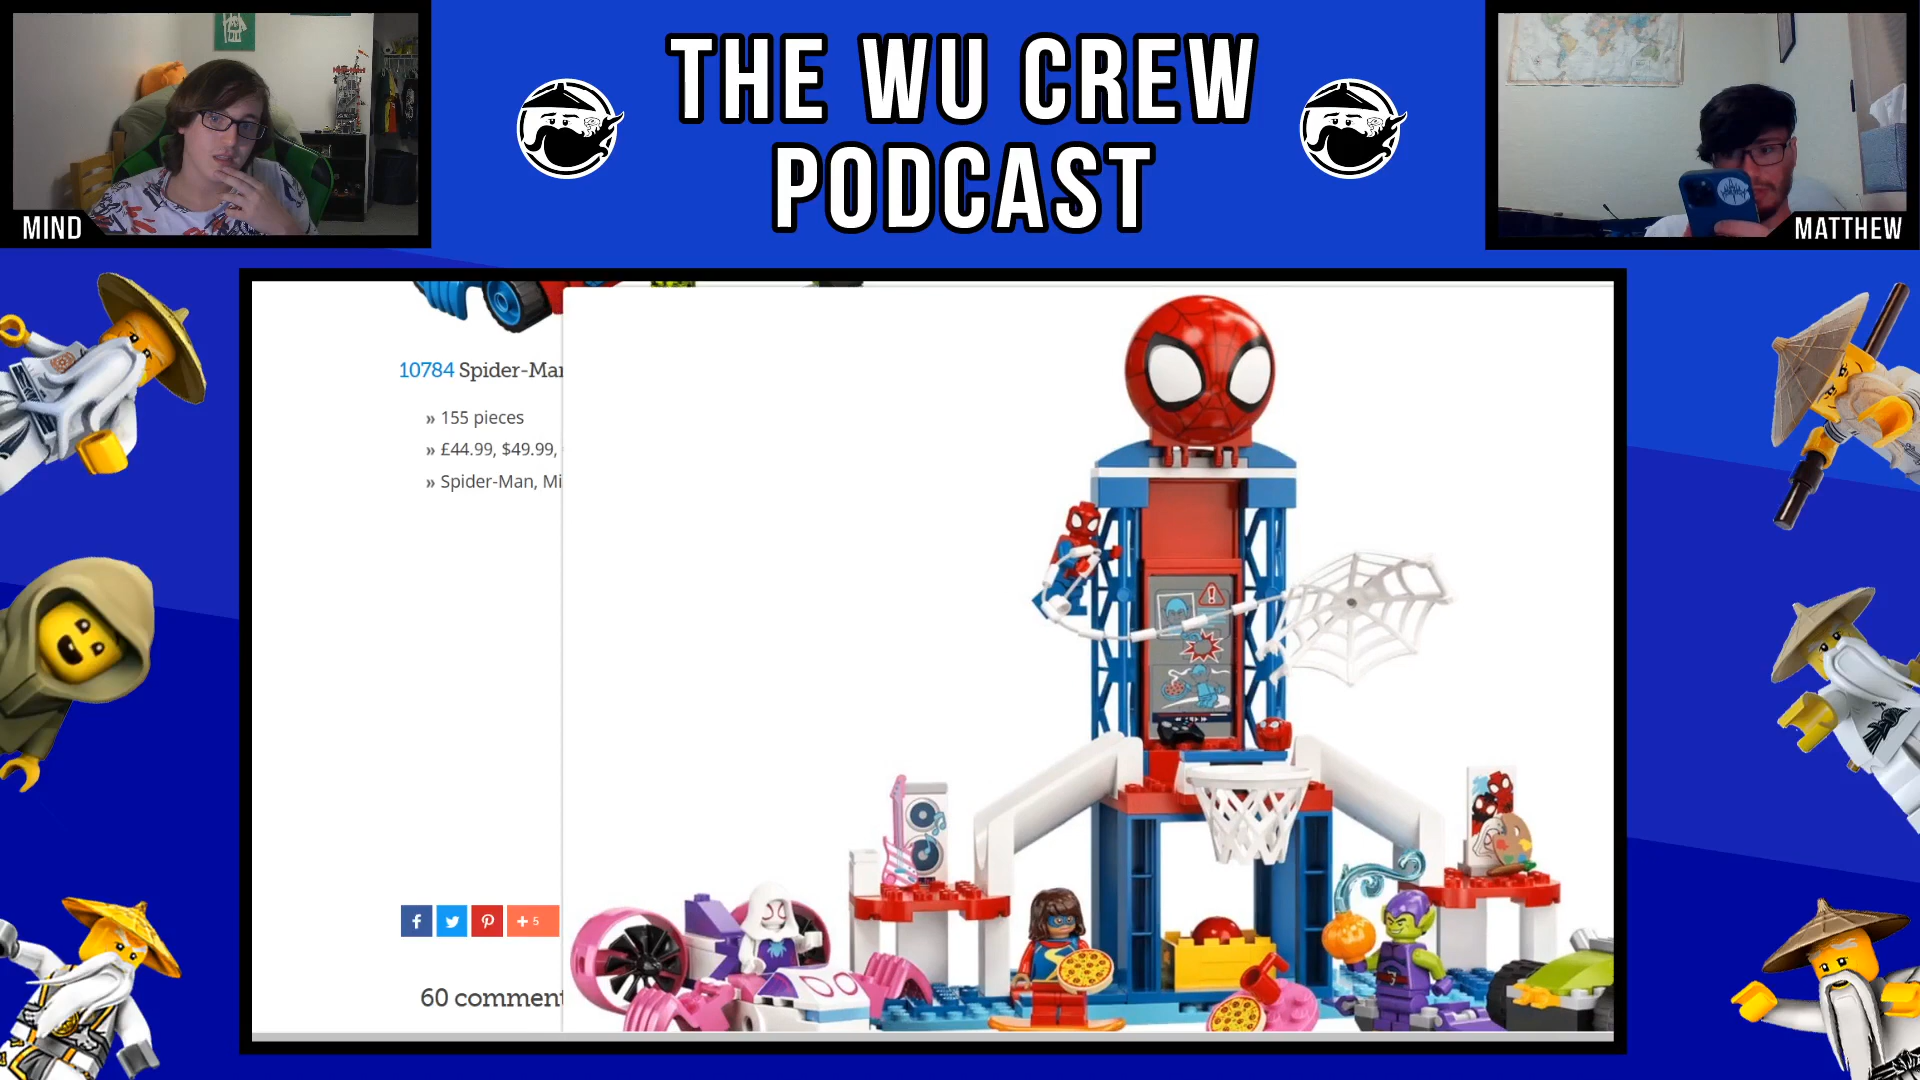 THE WU CREW
PODCAST
MIND
MATTHEW
10784 Spider-Man
» 155 pieces
» £44.99, $49.99,
» Spider-Man, Mi
+ 5
60 comment